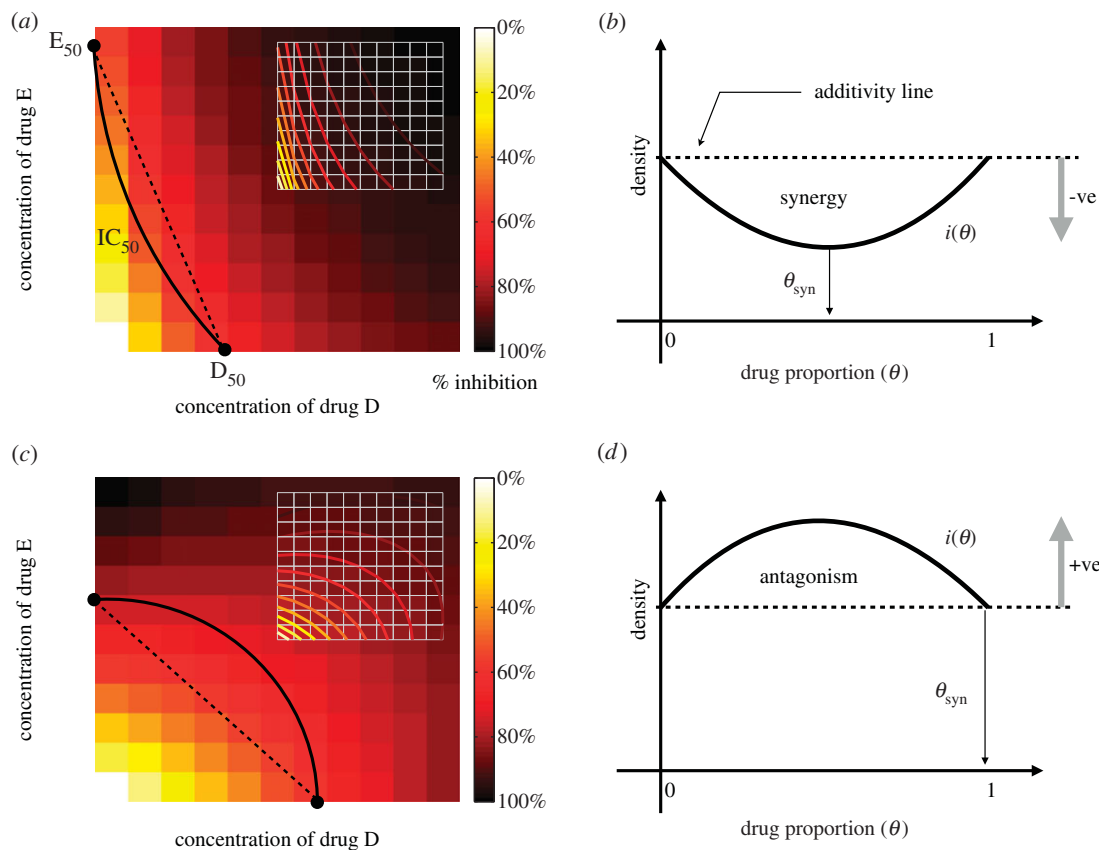 (a)
E50
concentration of drug E
IC50
D50
concentration of drug D
0%
20%
40%
60%
80%
100%
% inhibition
(b)
additivity line
density
synergy
-ve
i(θ)
θsyn
0
1
drug proportion (θ)
(c)
concentration of drug E
concentration of drug D
0%
20%
40%
60%
80%
100%
(d)
density
antagonism
i(θ)
+ve
θsyn
0
1
drug proportion (θ)